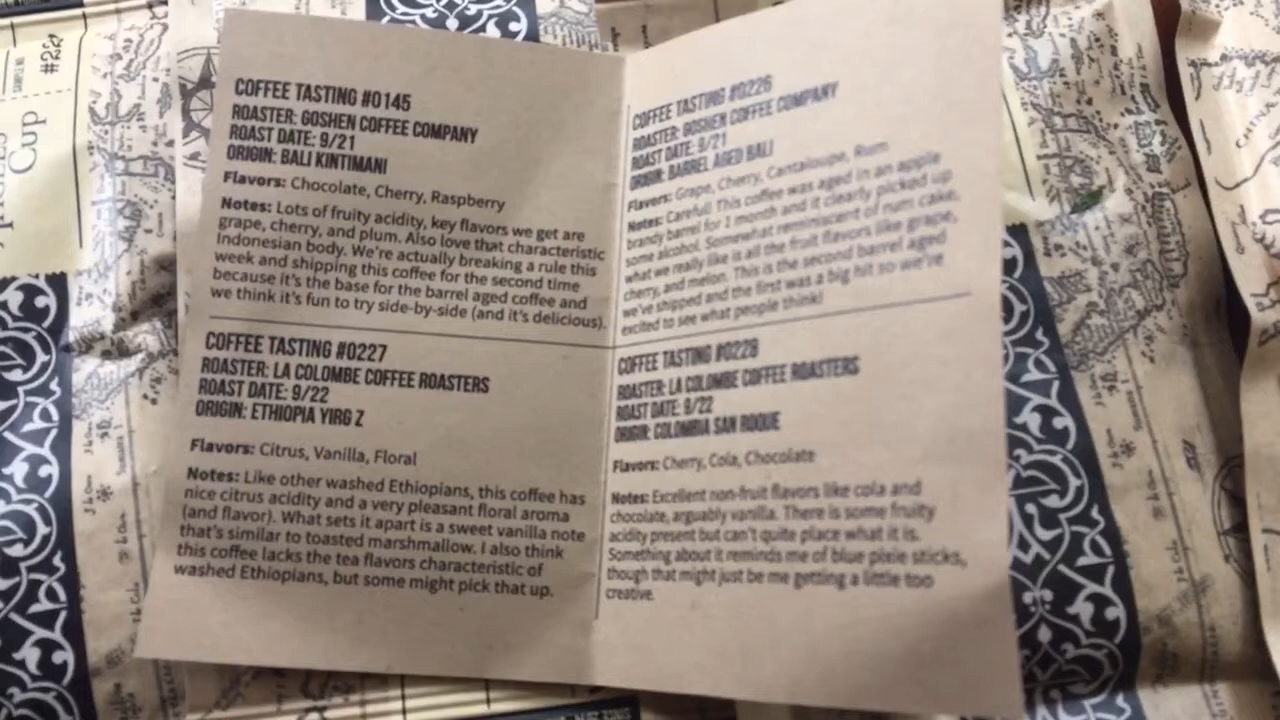 COFFEE TASTING #0145
ROASTER: GOSHEN COFFEE COMPANY
ROAST DATE: 9/21
ORIGIN: BALI KINTIMANI
Flavors: Chocolate, Cherry, Raspberry
Notes: Lots of fruity acidity, key flavors we get are
grape, cherry, and plum. Also love that characteristic
Indonesian body. We're actually breaking a rule this
week and shipping this coffee for the second time
because it's the base for the barrel aged coffee and
we think it's fun to try side-by-side (and it's delicious).
COFFEE TASTING #0226
ROASTER: GOSHEN COFFEE COMPANY
ROAST DATE: 9/21
ORIGIN: BARREL AGED BALI
Flavors: Grape, Cherry, Cantaloupe, Rum
Notes: Careful! This coffee was aged in an apple
brandy barrel for 1 month and it clearly picked up
some alcohol. Somewhat reminiscent of rum cake,
what we really like is all the fruit flavors like grape,
cherry, and melon. This is the second barrel aged
we've shipped and the first was a big hit so we're
excited to see what people think!
COFFEE TASTING #0227
ROASTER: LA COLOMBE COFFEE ROASTERS
ROAST DATE: 9/22
ORIGIN: ETHIOPIA YIRG Z
Flavors: Citrus, Vanilla, Floral
Notes: Like other washed Ethiopians, this coffee has
nice citrus acidity and a very pleasant floral aroma
(and flavor). What sets it apart is a sweet vanilla note
that's similar to toasted marshmallow. I also think
this coffee lacks the tea flavors characteristic of
washed Ethiopians, but some might pick that up.
COFFEE TASTING #0228
ROASTER: LA COLOMBE COFFEE ROASTERS
ROAST DATE: 9/22
ORIGIN: COLOMBIA SAN ROQUE
Flavors: Cherry, Cola, Chocolate
Notes: Excellent non-fruit flavors like cola and
chocolate, arguably vanilla. There is some fruity
acidity present but can't quite place what it is.
Something about it reminds me of blue pixie sticks,
though that might just be me getting a little too
creative.
SAMPLE NO.
Cup